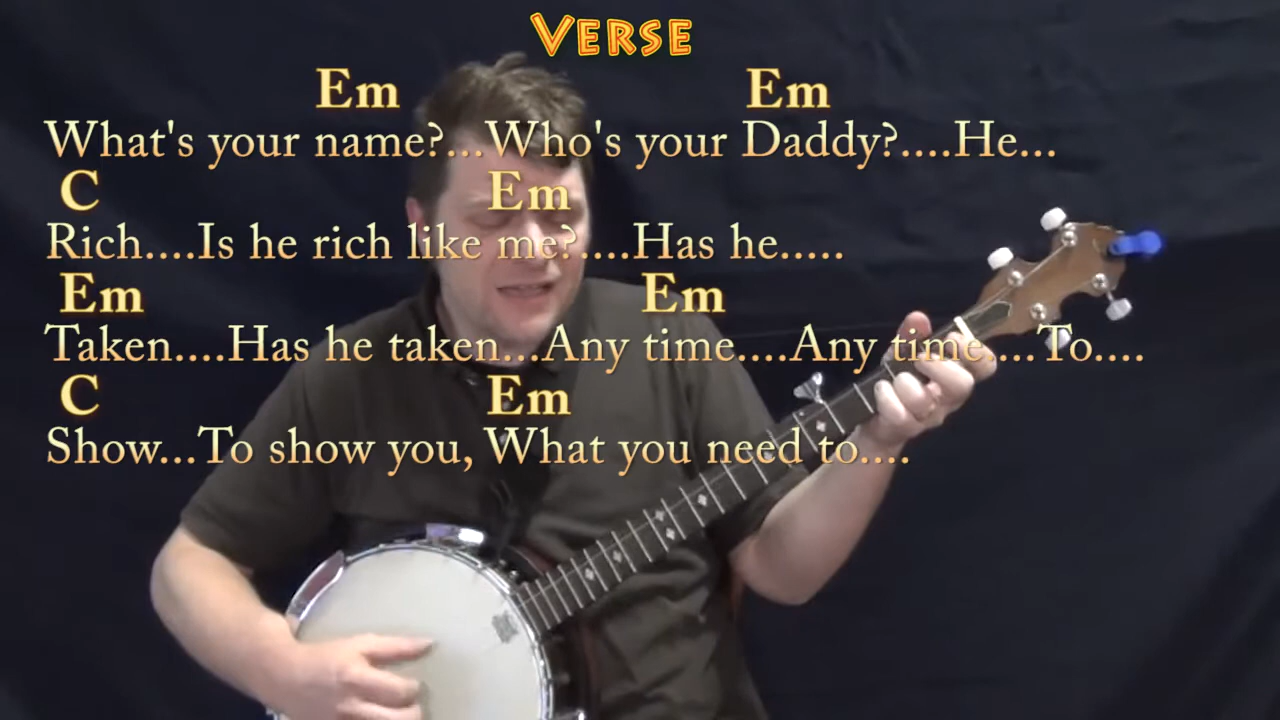 VERSE
Em Em
What's your name?...Who's your Daddy?....He...
C Em
Rich....Is he rich like me?....Has he.....
Em Em
Taken....Has he taken...Any time....Any time....To....
C Em
Show...To show you, What you need to....